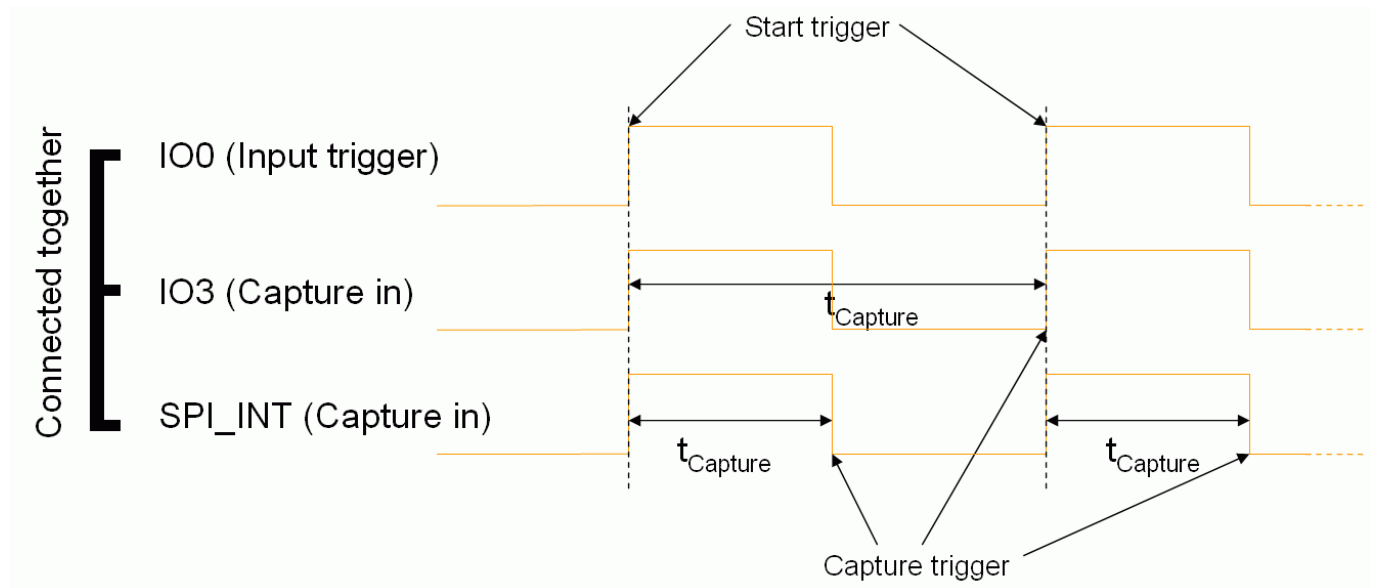 Start trigger
Connected together
IO0 (Input trigger)
IO3 (Capture in)
tCapture
SPI_INT (Capture in)
tCapture
tCapture
Capture trigger